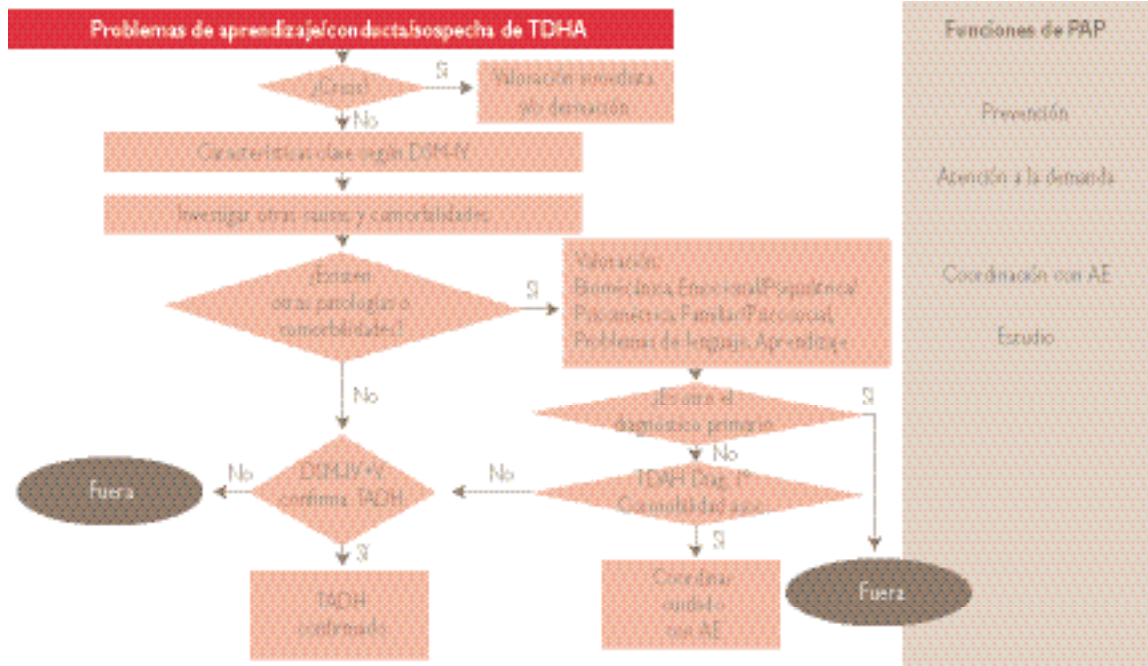 Problemas de aprendizaje/conducta/sospecha de TDHA
¿Crisis?
Sí
Valoración inmediata
y/o derivación
No
Características clave según DSM-IV
Investigar otras causas y comorbilidades
¿Existen
otras patologías o
comorbilidades?
Sí
Valoración:
Biomecánica, Emocional/Psiquiátrica/
Psicométrica, Familiar/Psicosocial,
Problemas de lenguaje, Aprendizaje
No
¿Es otro el
diagnóstico primario
Sí
No
Fuera
No
DSM-IV+V
confirma TADH
No
TDAH Diag. 1º
Comorbilidad asoc.
Sí
Sí
TADH
confirmado
Coordinar
cuidado
con AE
Fuera
Funciones de PAP
Prevención
Atención a la demanda
Coordinación con AE
Estudio